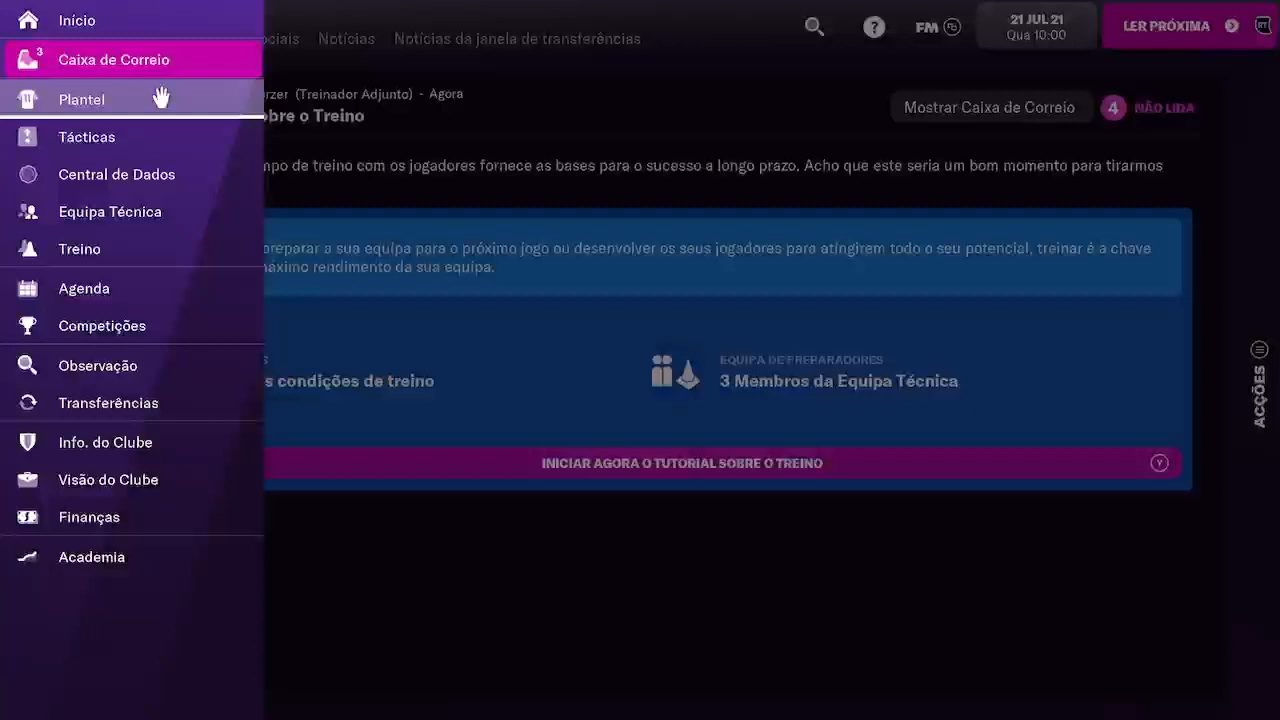 Início
3
Caixa de Correio
Plantel
Tácticas
Central de Dados
Equipa Técnica
Treino
Agenda
Competições
Observação
Transferências
Info. do Clube
Visão do Clube
Finanças
Academia
ociais Notícias Notícias da janela de transferências
?
FM
21 JUL 21
Qua 10:00
LER PRÓXIMA
RT
rzer (Treinador Adjunto) - Agora
bre o Treino
Mostrar Caixa de Correio
4 NÃO LIDA
mpo de treino com os jogadores fornece as bases para o sucesso a longo prazo. Acho que este seria um bom momento para tirarmos
preparar a sua equipa para o próximo jogo ou desenvolver os seus jogadores para atingirem todo o seu potencial, treinar é a chave
máximo rendimento da sua equipa.
S
s condições de treino
EQUIPA DE PREPARADORES
3 Membros da Equipa Técnica
INICIAR AGORA O TUTORIAL SOBRE O TREINO
Y
ACÇÕES